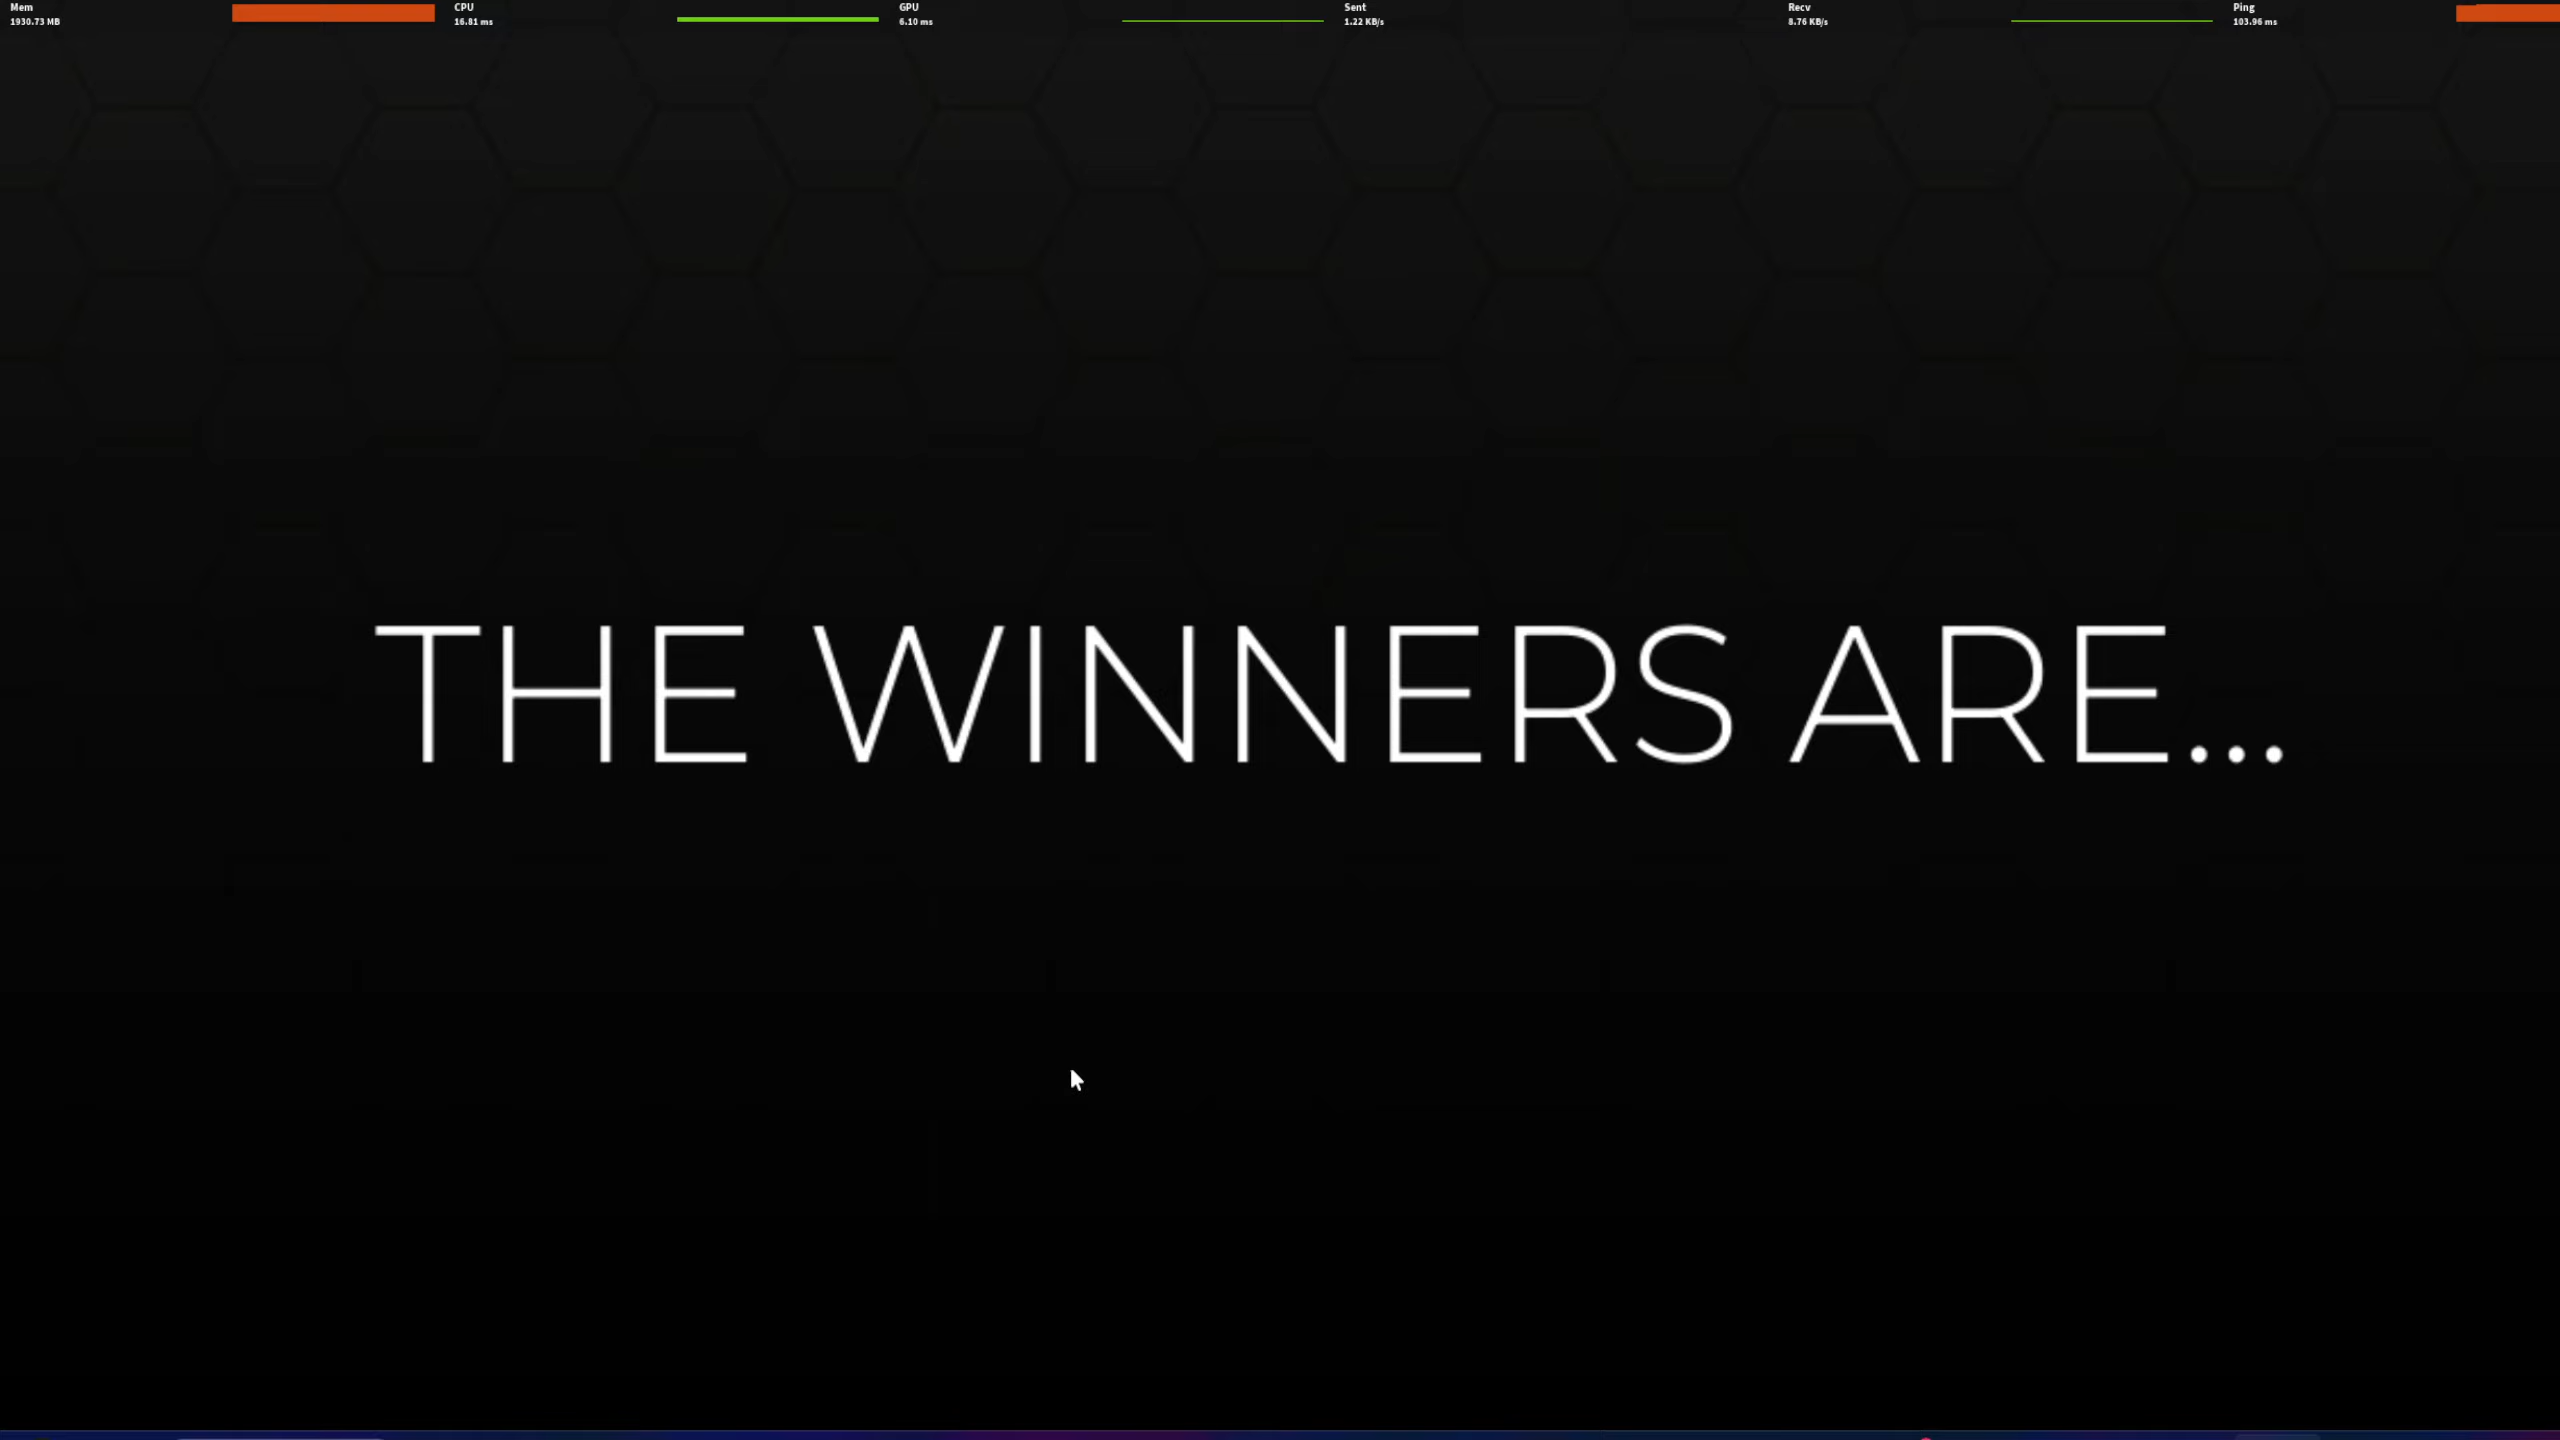 Mem CPU GPU Sent Recv Ping
1930.73 MB 16.81 ms 6.10 ms 1.22 KB/s 8.76 KB/s 103.96 ms
THE WINNERS ARE...